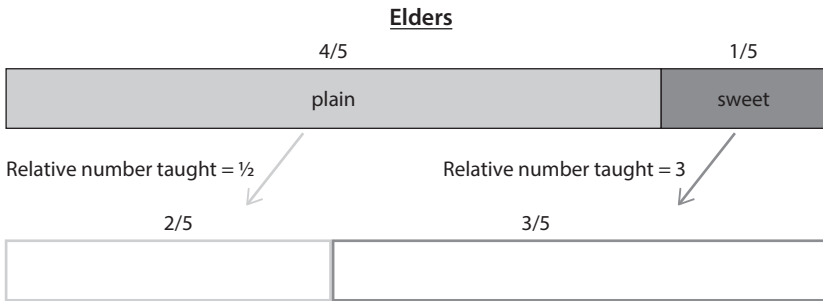 Elders
4/5 1/5
plain sweet
Relative number taught = ½ Relative number taught = 3
2/5 3/5